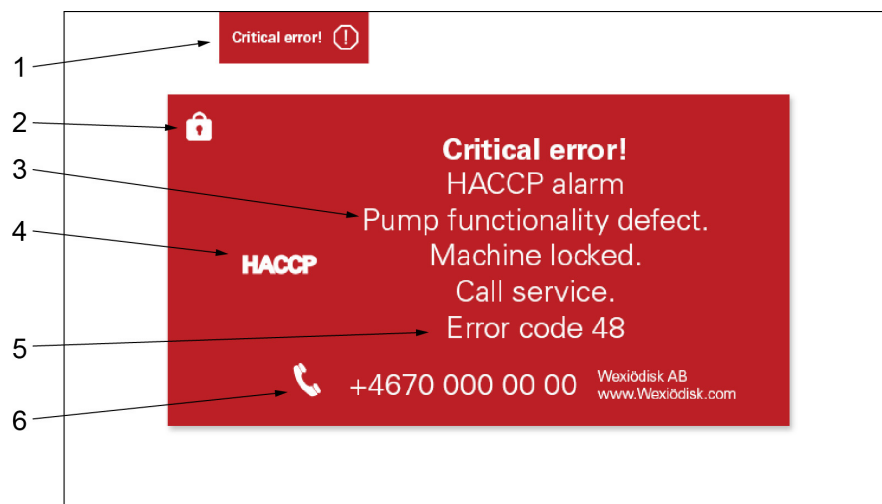 Critical error!
1
2
Critical error!
3
HACCP alarm
Pump functionality defect.
4
Machine locked.
HACCP
Call service.
5
Error code 48
6
+4670 000 00 00
Wexiödisk AB
www.Wexiödisk.com